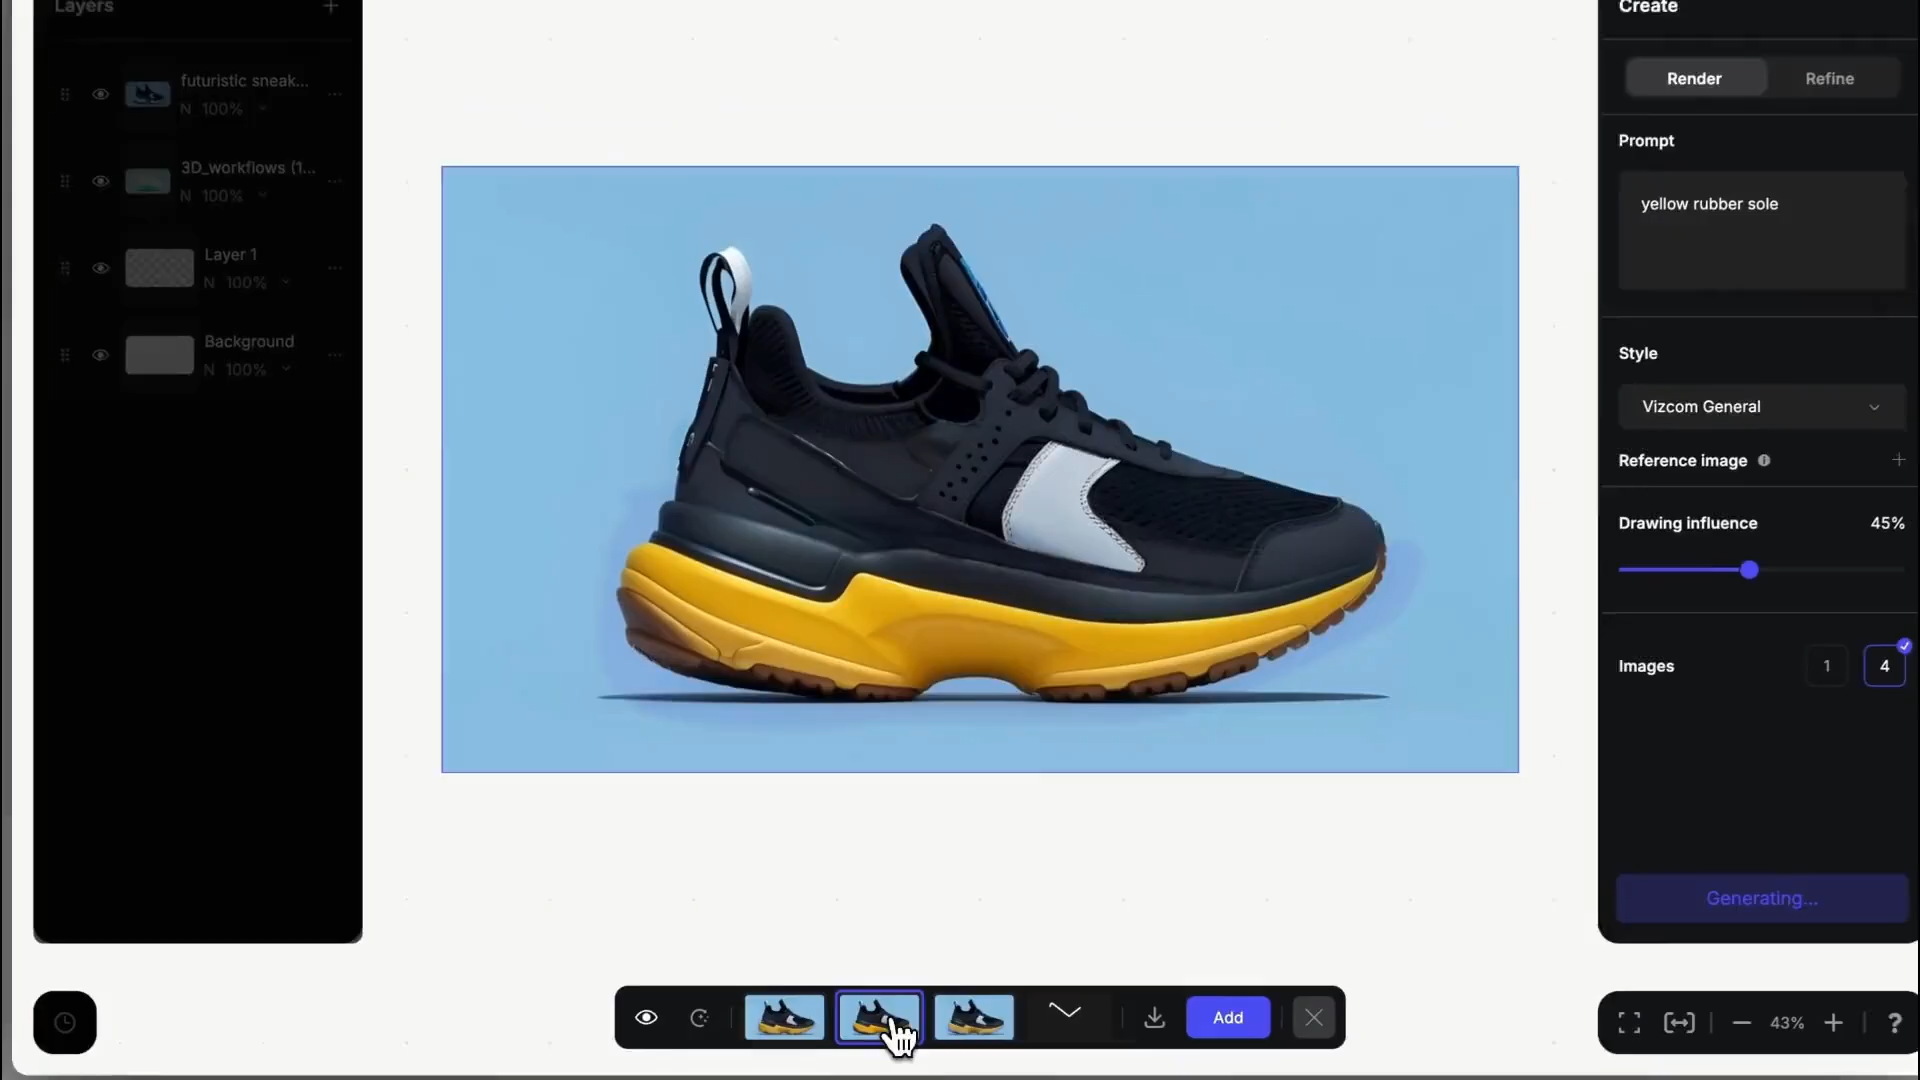 Layers
futuristic sneak...
N 100%
3D_workflows (1...
N 100%
Layer 1
N 100%
Background
N 100%
Create
Render Refine
Prompt
yellow rubber sole
Style
Vizcom General
Reference image
Drawing influence 45%
Images 1 4
Generating...
Add
43%
?